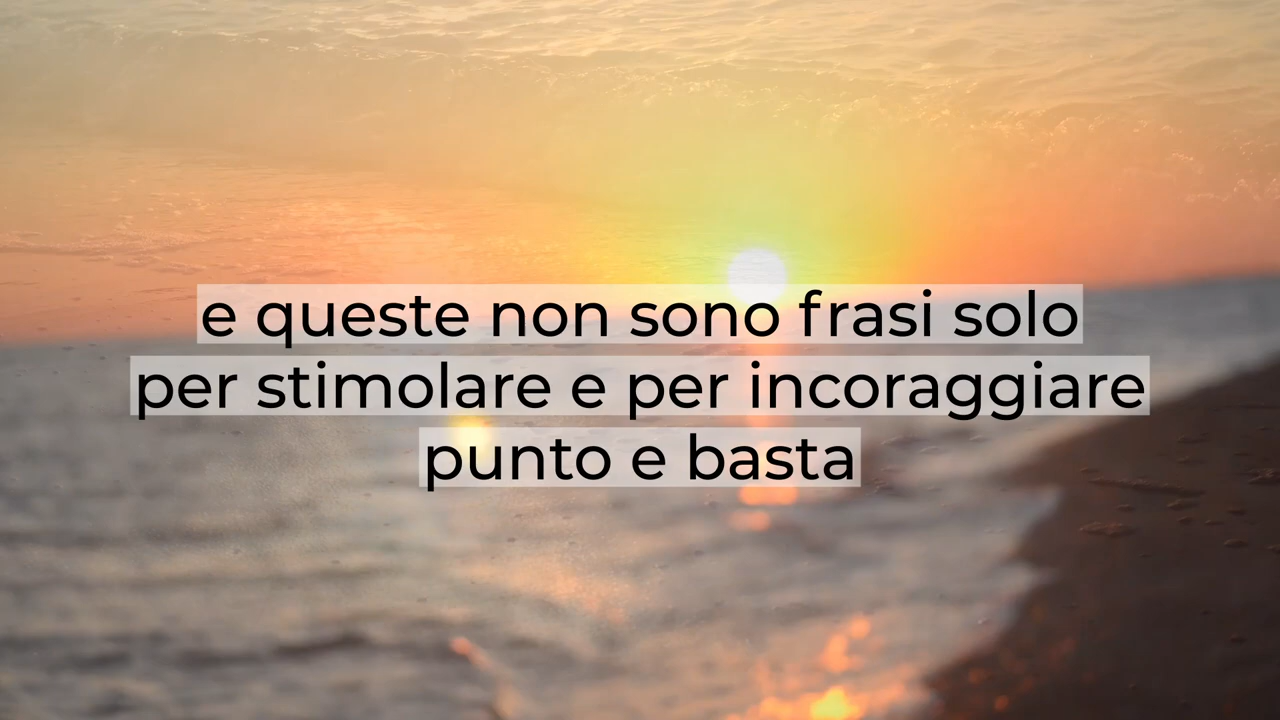 e queste non sono frasi solo
per stimolare e per incoraggiare
punto e basta